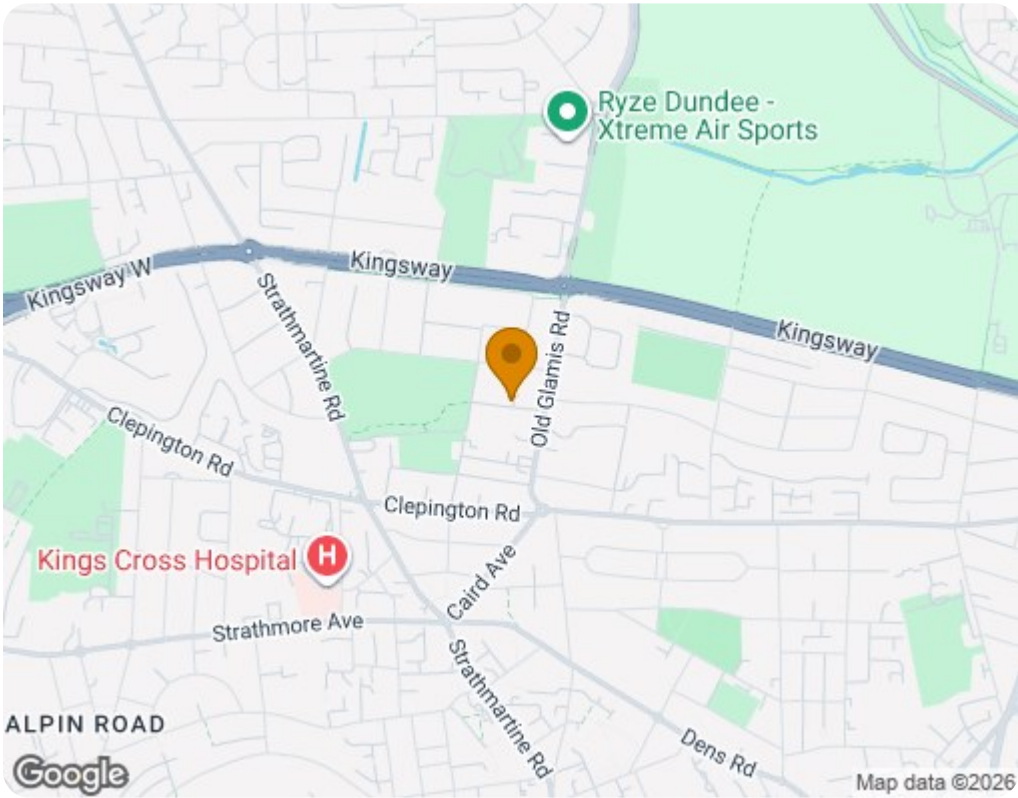 Ryze Dundee -
Xtreme Air Sports
Kingsway
Kingsway W
Strathmartine Rd
Old Glamis Rd
Kingsway
Clepington Rd
Clepington Rd
Kings Cross Hospital
H
Caird Ave
Strathmore Ave
Strathmartine Rd
ALPIN ROAD
Dens Rd
Google
Map data ©2026